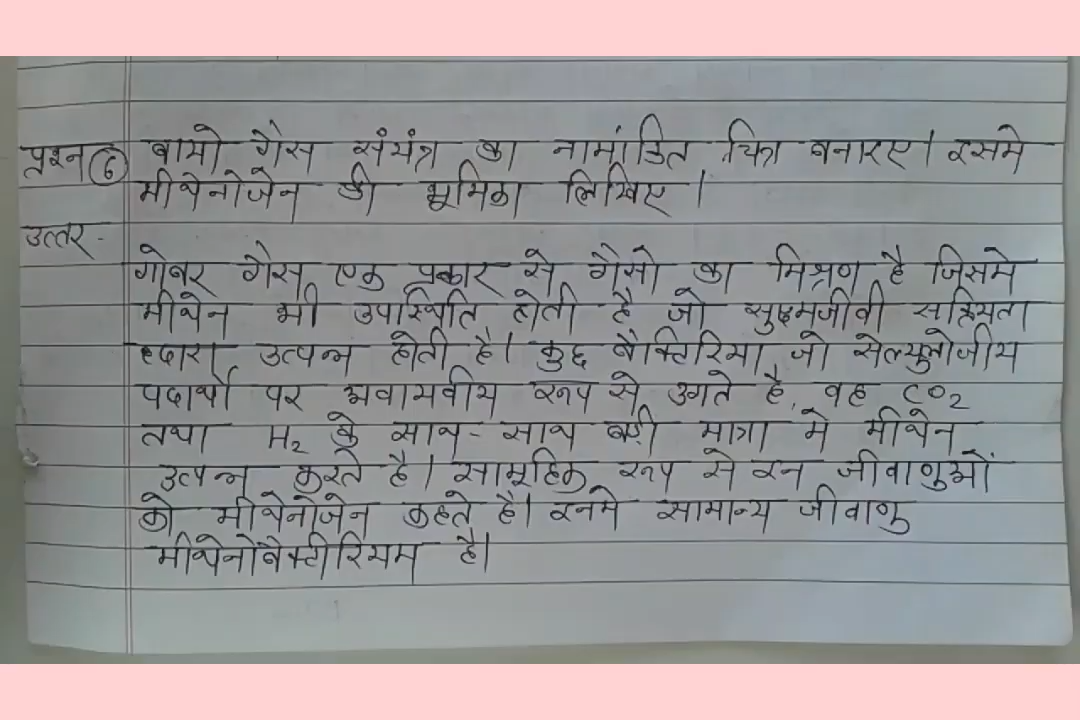 प्रश्न 6 बायो गैस संयंत्र का नामांकित चित्र बनाइए। इसमे
मीथेनोजेन की भूमिका लिखिए।
उत्तर-
गोबर गैस एक प्रकार से गैसो का मिश्रण है जिसमे
मीथेन भी उपस्थिति होती है जो सुक्ष्मजीवी सक्रियता
द्दारा उत्पन्न होती है। कुछ बैक्टिरिया जो सेल्युलोजीय
पदार्थो पर अवायवीय रूप से उगते है, वह CO2
तथा H2 के साथ-साथ बड़ी मात्रा मे मीथेन
उत्पन्न करते है। सामूहिक रूप से इन जीवाणुओं
को मीथेनोजेन कहते है। इनमे सामान्य जीवाणु
मीथेनोबैक्टीरियम है।